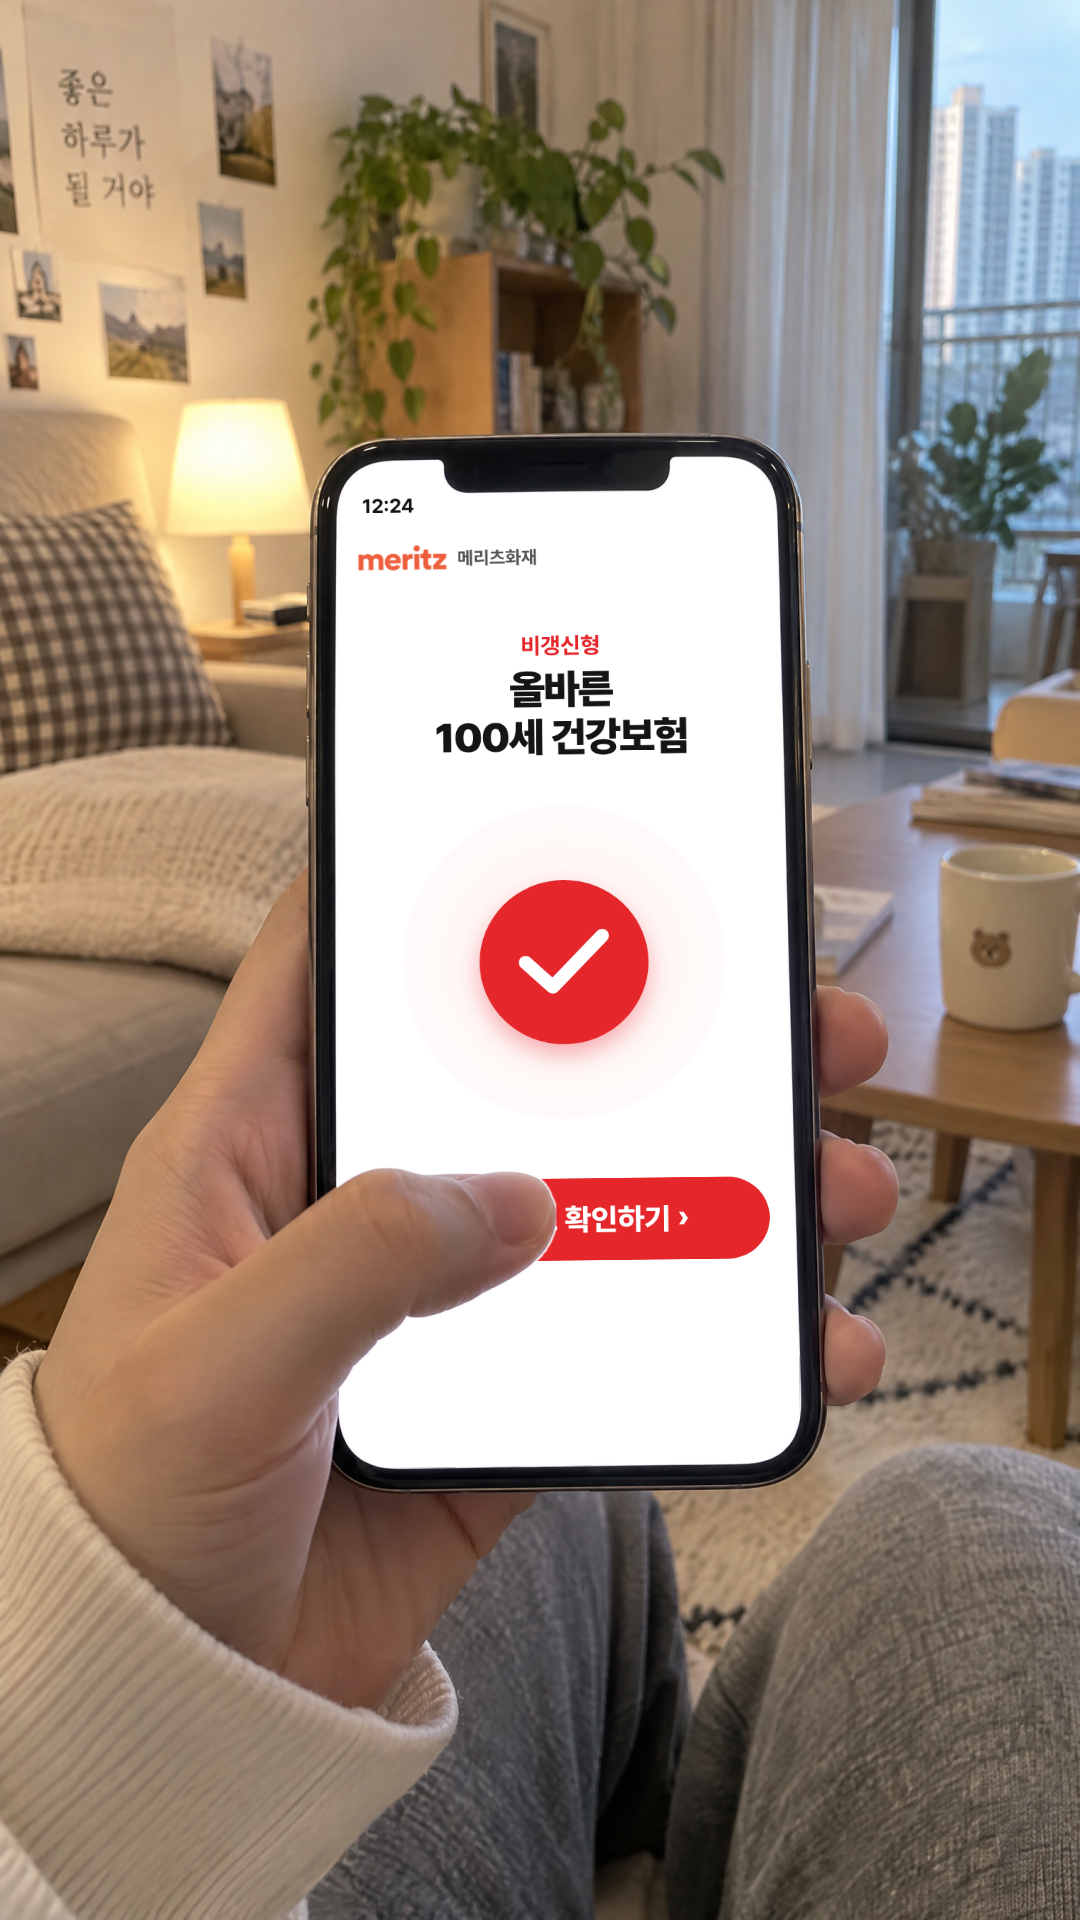 좋은
하루가
될 거야
12:24
meritz 메리츠화재
비갱신형
올바른
100세 건강보험
확인하기 ›